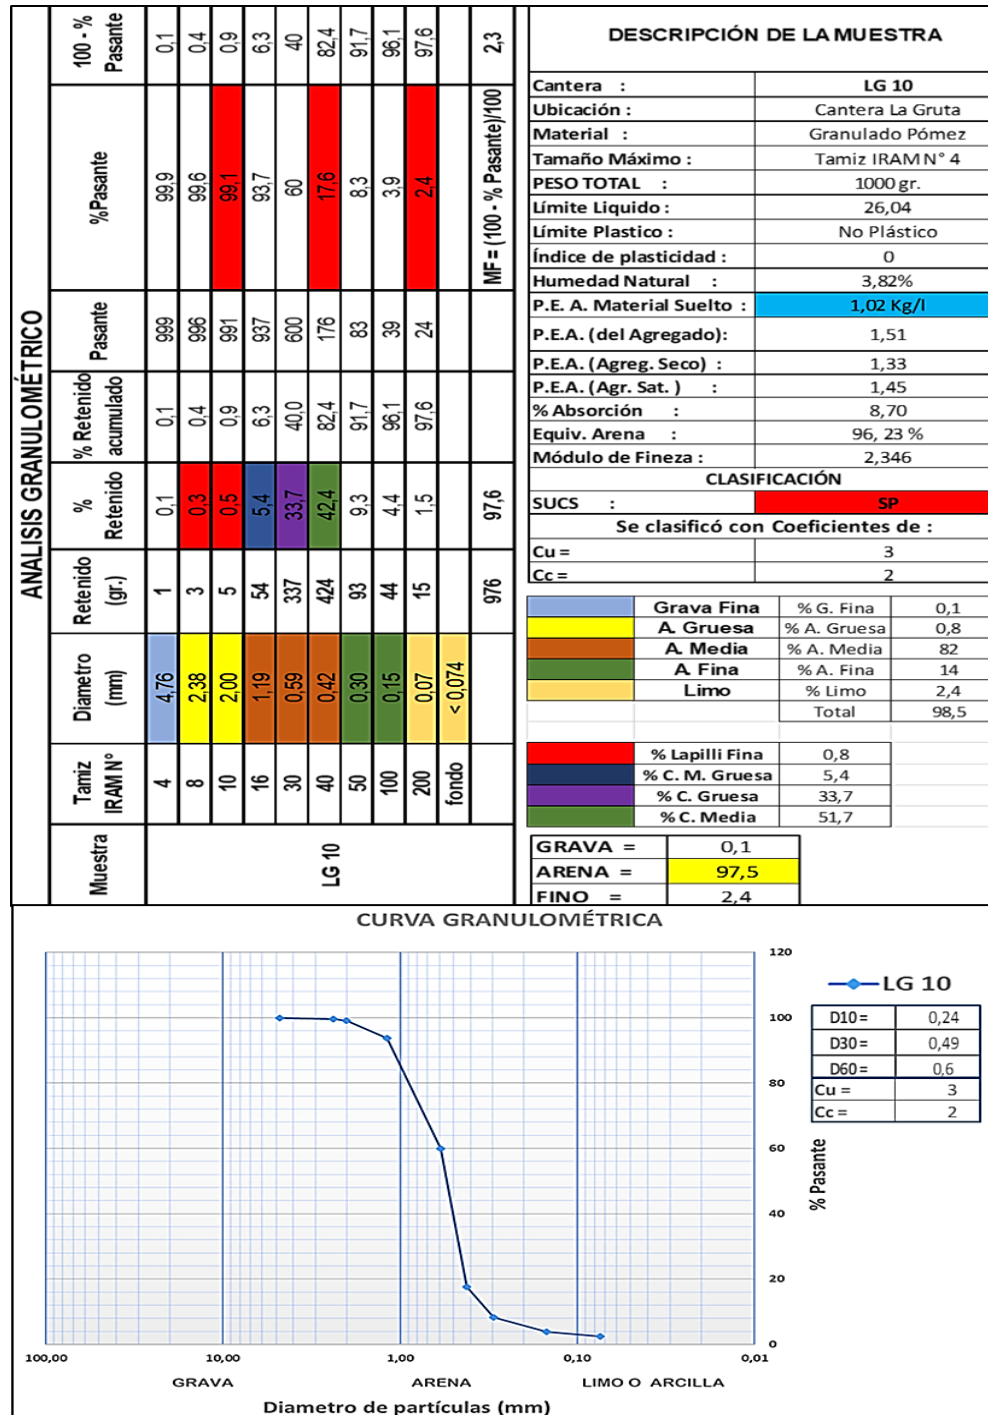 ANALISIS GRANULOMÉTRICO
Muestra Tamiz IRAM Nº Diametro (mm) Retenido (gr.) % Retenido % Retenido acumulado Pasante %Pasante 100 - % Pasante
LG 10
4 4,76 1 0,1 0,1 999 99,9 0,1
8 2,38 3 0,3 0,4 996 99,6 0,4
10 2,00 5 0,5 0,9 991 99,1 0,9
16 1,19 54 5,4 6,3 937 93,7 6,3
30 0,59 337 33,7 40,0 600 60 40
40 0,42 424 42,4 82,4 176 17,6 82,4
50 0,30 93 9,3 91,7 83 8,3 91,7
100 0,15 44 4,4 96,1 39 3,9 96,1
200 0,07 15 1,5 97,6 24 2,4 97,6
fondo < 0,074
976 97,6 MF = (100 - % Pasante)/100 2,3
DESCRIPCIÓN DE LA MUESTRA
Cantera : LG 10
Ubicación : Cantera La Gruta
Material : Granulado Pómez
Tamaño Máximo : Tamiz IRAM N° 4
PESO TOTAL : 1000 gr.
Límite Liquido : 26,04
Límite Plastico : No Plástico
Índice de plasticidad : 0
Humedad Natural : 3,82%
P.E. A. Material Suelto : 1,02 Kg/l
P.E.A. (del Agregado): 1,51
P.E.A. (Agreg. Seco) : 1,33
P.E.A. (Agr. Sat. ) : 1,45
% Absorción : 8,70
Equiv. Arena : 96, 23 %
Módulo de Fineza : 2,346
CLASIFICACIÓN
SUCS : SP
Se clasificó con Coeficientes de :
Cu = 3
Cc = 2
Grava Fina % G. Fina 0,1
A. Gruesa % A. Gruesa 0,8
A. Media % A. Media 82
A. Fina % A. Fina 14
Limo % Limo 2,4
Total 98,5
% Lapilli Fina 0,8
% C. M. Gruesa 5,4
% C. Gruesa 33,7
% C. Media 51,7
GRAVA = 0,1
ARENA = 97,5
FINO = 2,4
CURVA GRANULOMÉTRICA
120
100
80
60
40
20
0
% Pasante
100,00 10,00 1,00 0,10 0,01
GRAVA ARENA LIMO O ARCILLA
Diametro de partículas (mm)
LG 10
D10= 0,24
D30= 0,49
D60= 0,6
Cu = 3
Cc = 2